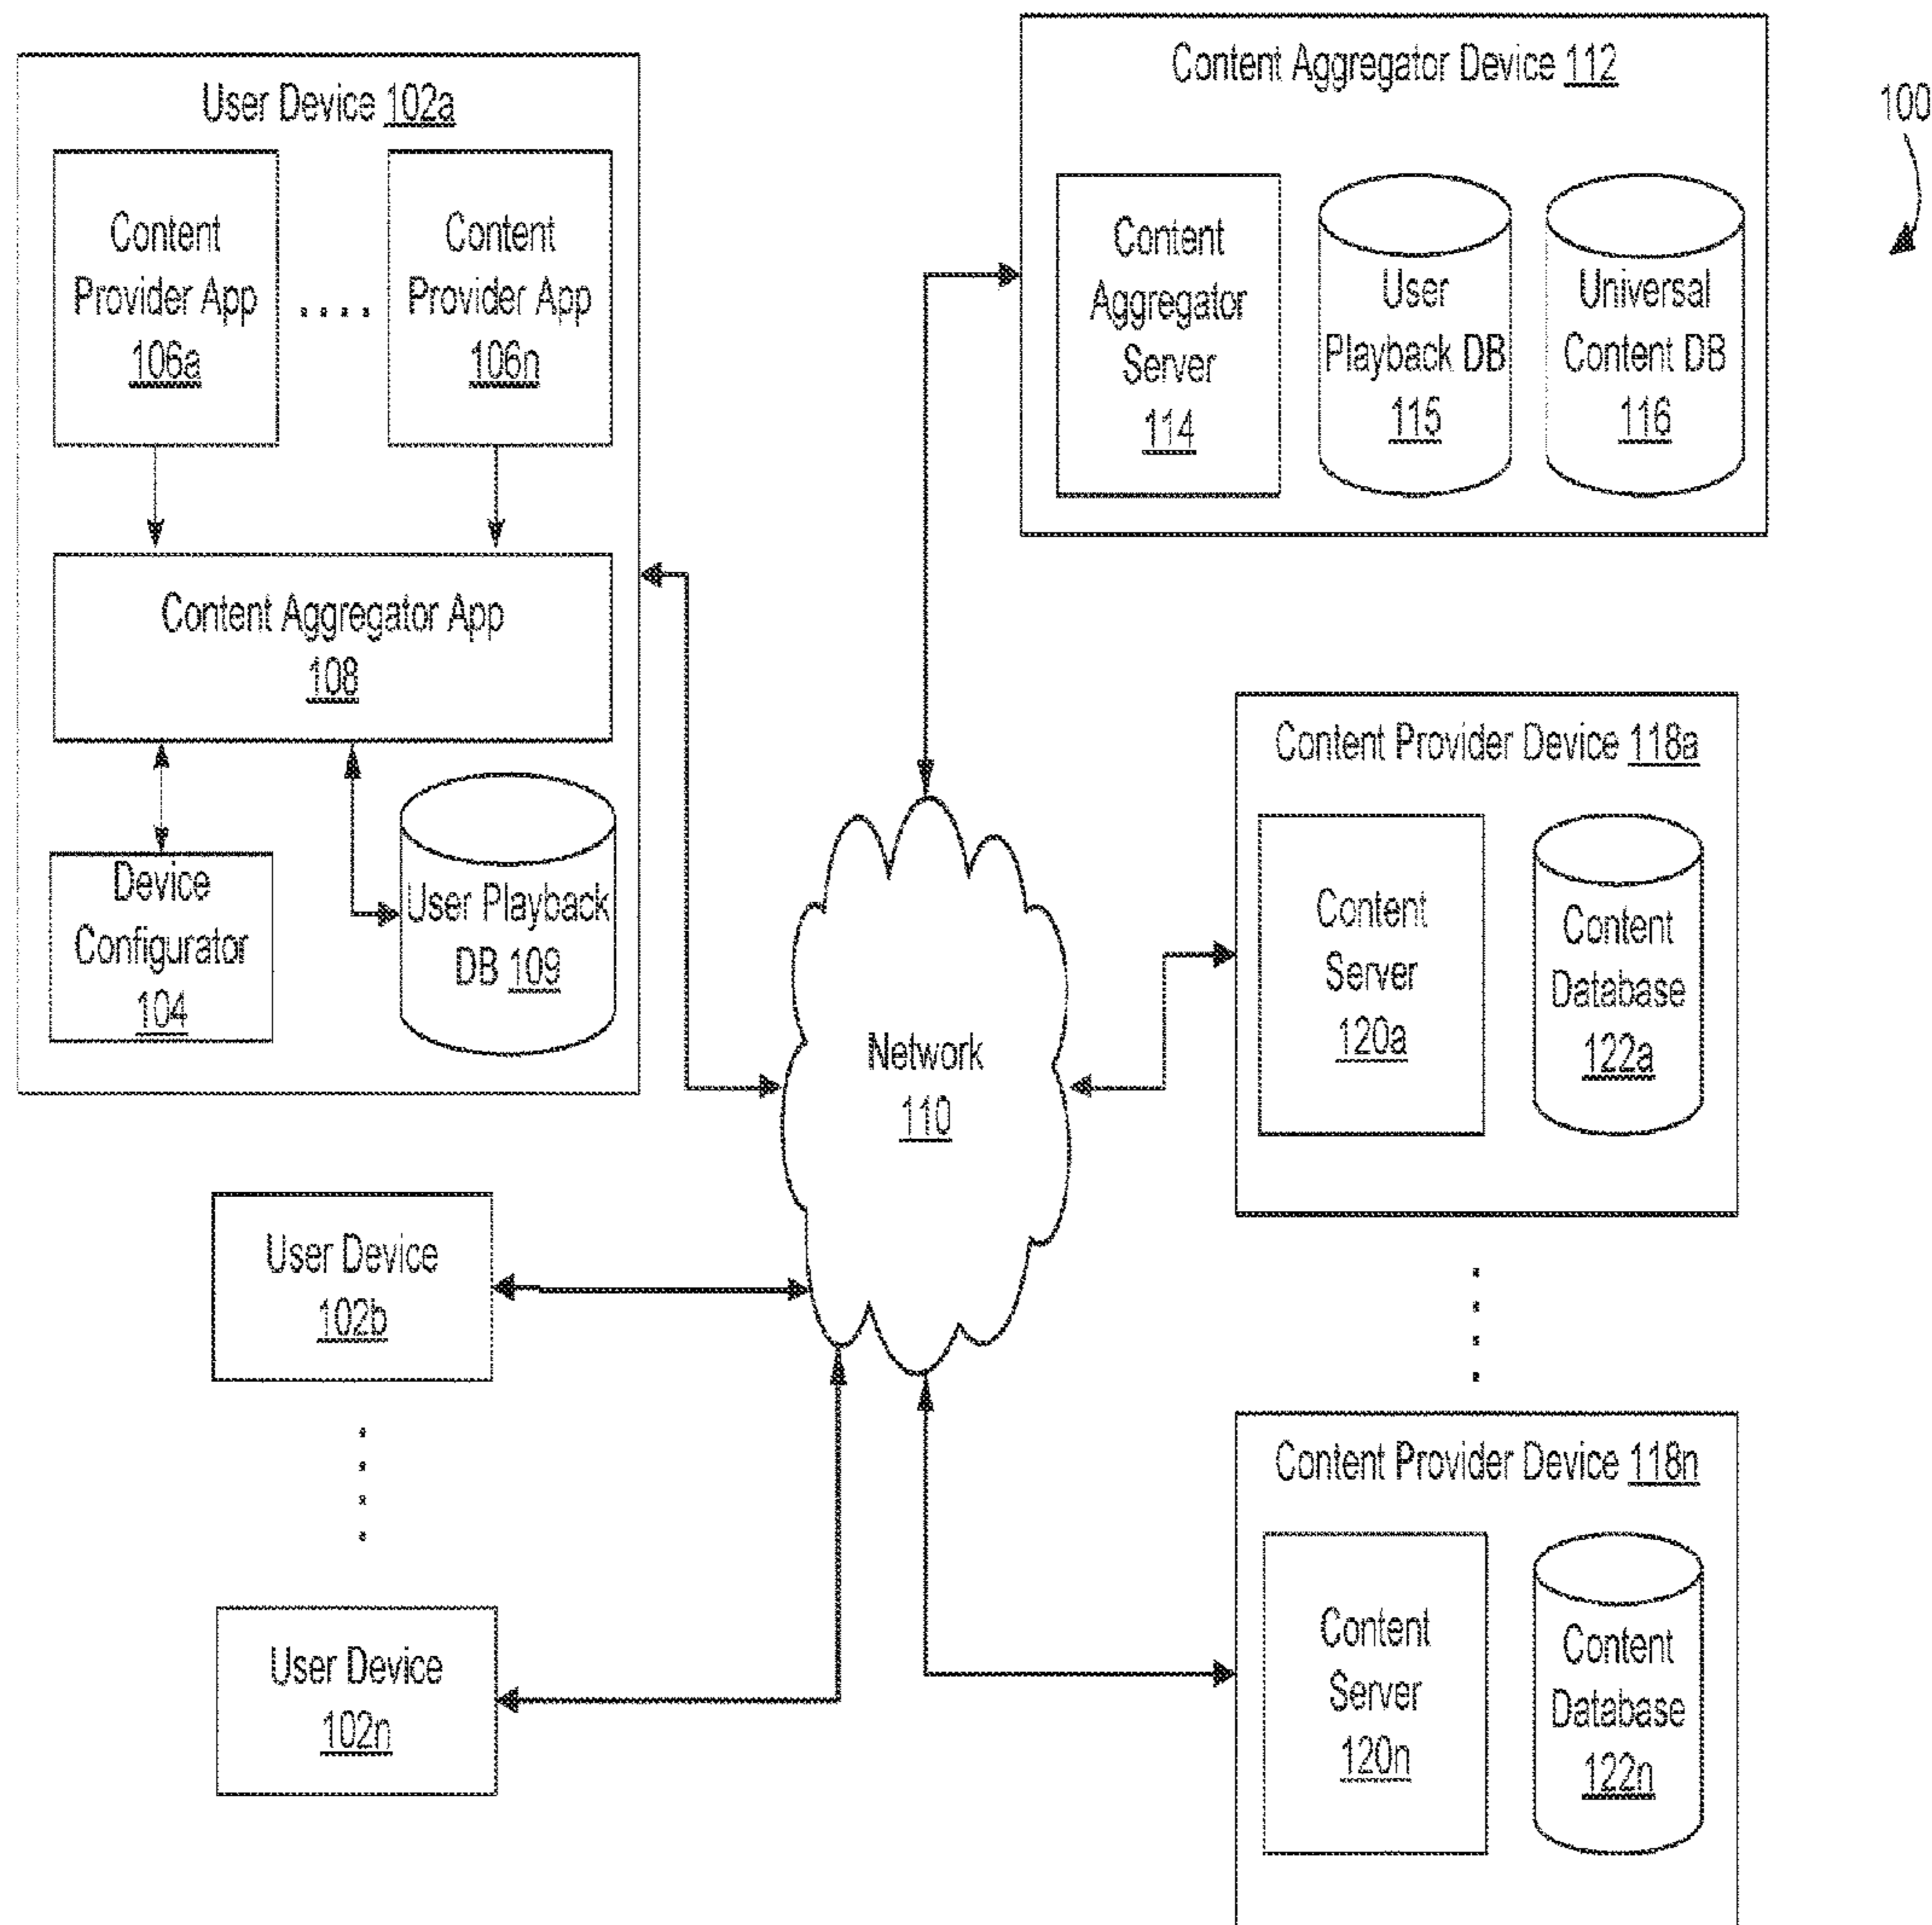 100
User Device 102a
Content
Provider App
106a
Content
Provider App
106n
Content Aggregator App
108
Device
Configurator
104
User Playback
DB 109
Content Aggregator Device 112
Content
Aggregator
Server
114
User
Playback DB
115
Universal
Content DB
116
Network
110
Content Provider Device 118a
Content
Server
120a
Content
Database
122a
User Device
102b
User Device
102n
Content Provider Device 118n
Content
Server
120n
Content
Database
122n